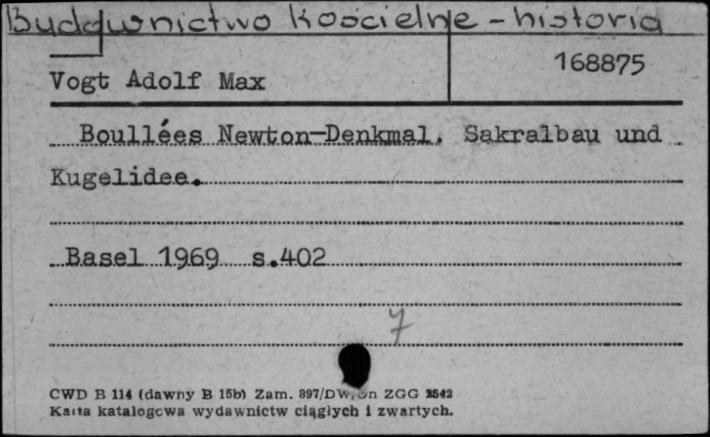 Budownictwo kościelne - historia
168875
Vogt Adolf Max
Boullées Newton-Denkmal. Sakralbau und
Kugelidee.
Basel 1969 s.402
7
CWD B 114 (dawny B 15b) Zam. 897/DW/ ZGG 2542
Karta katalogowa wydawnictw ciągłych i zwartych.